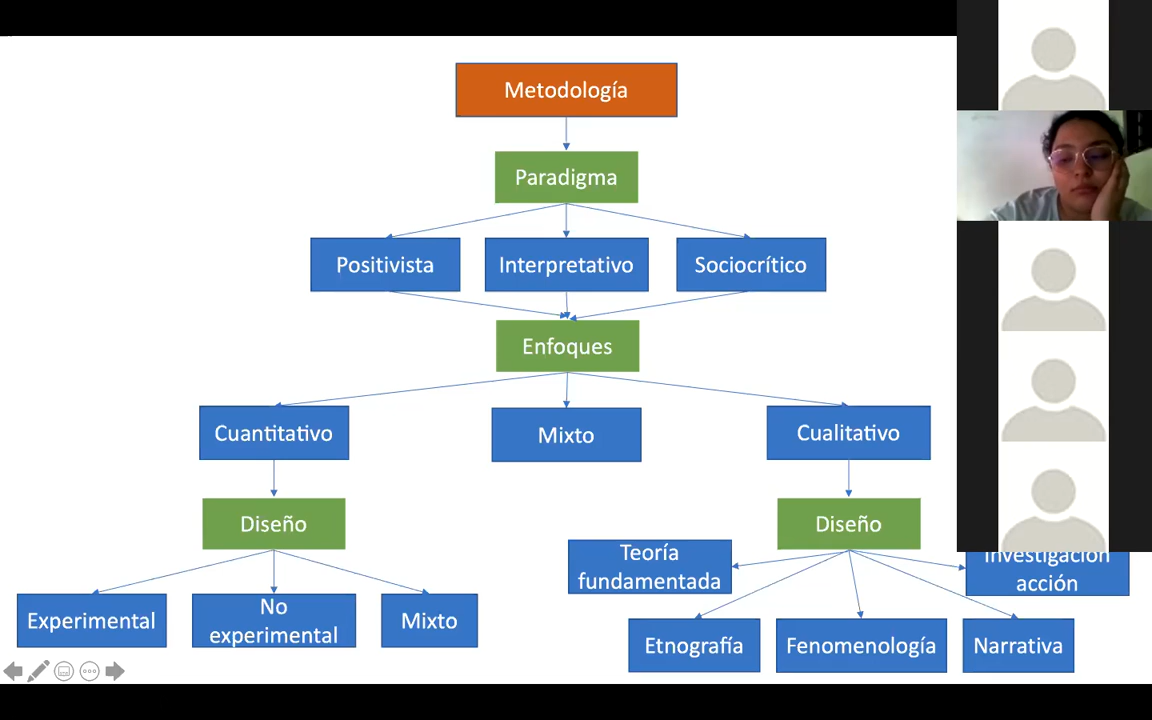 Metodología
Paradigma
Positivista
Interpretativo
Sociocrítico
Enfoques
Cuantitativo
Mixto
Cualitativo
Diseño
Diseño
Teoría
fundamentada
Investigación
acción
Experimental
No
experimental
Mixto
Etnografía
Fenomenología
Narrativa